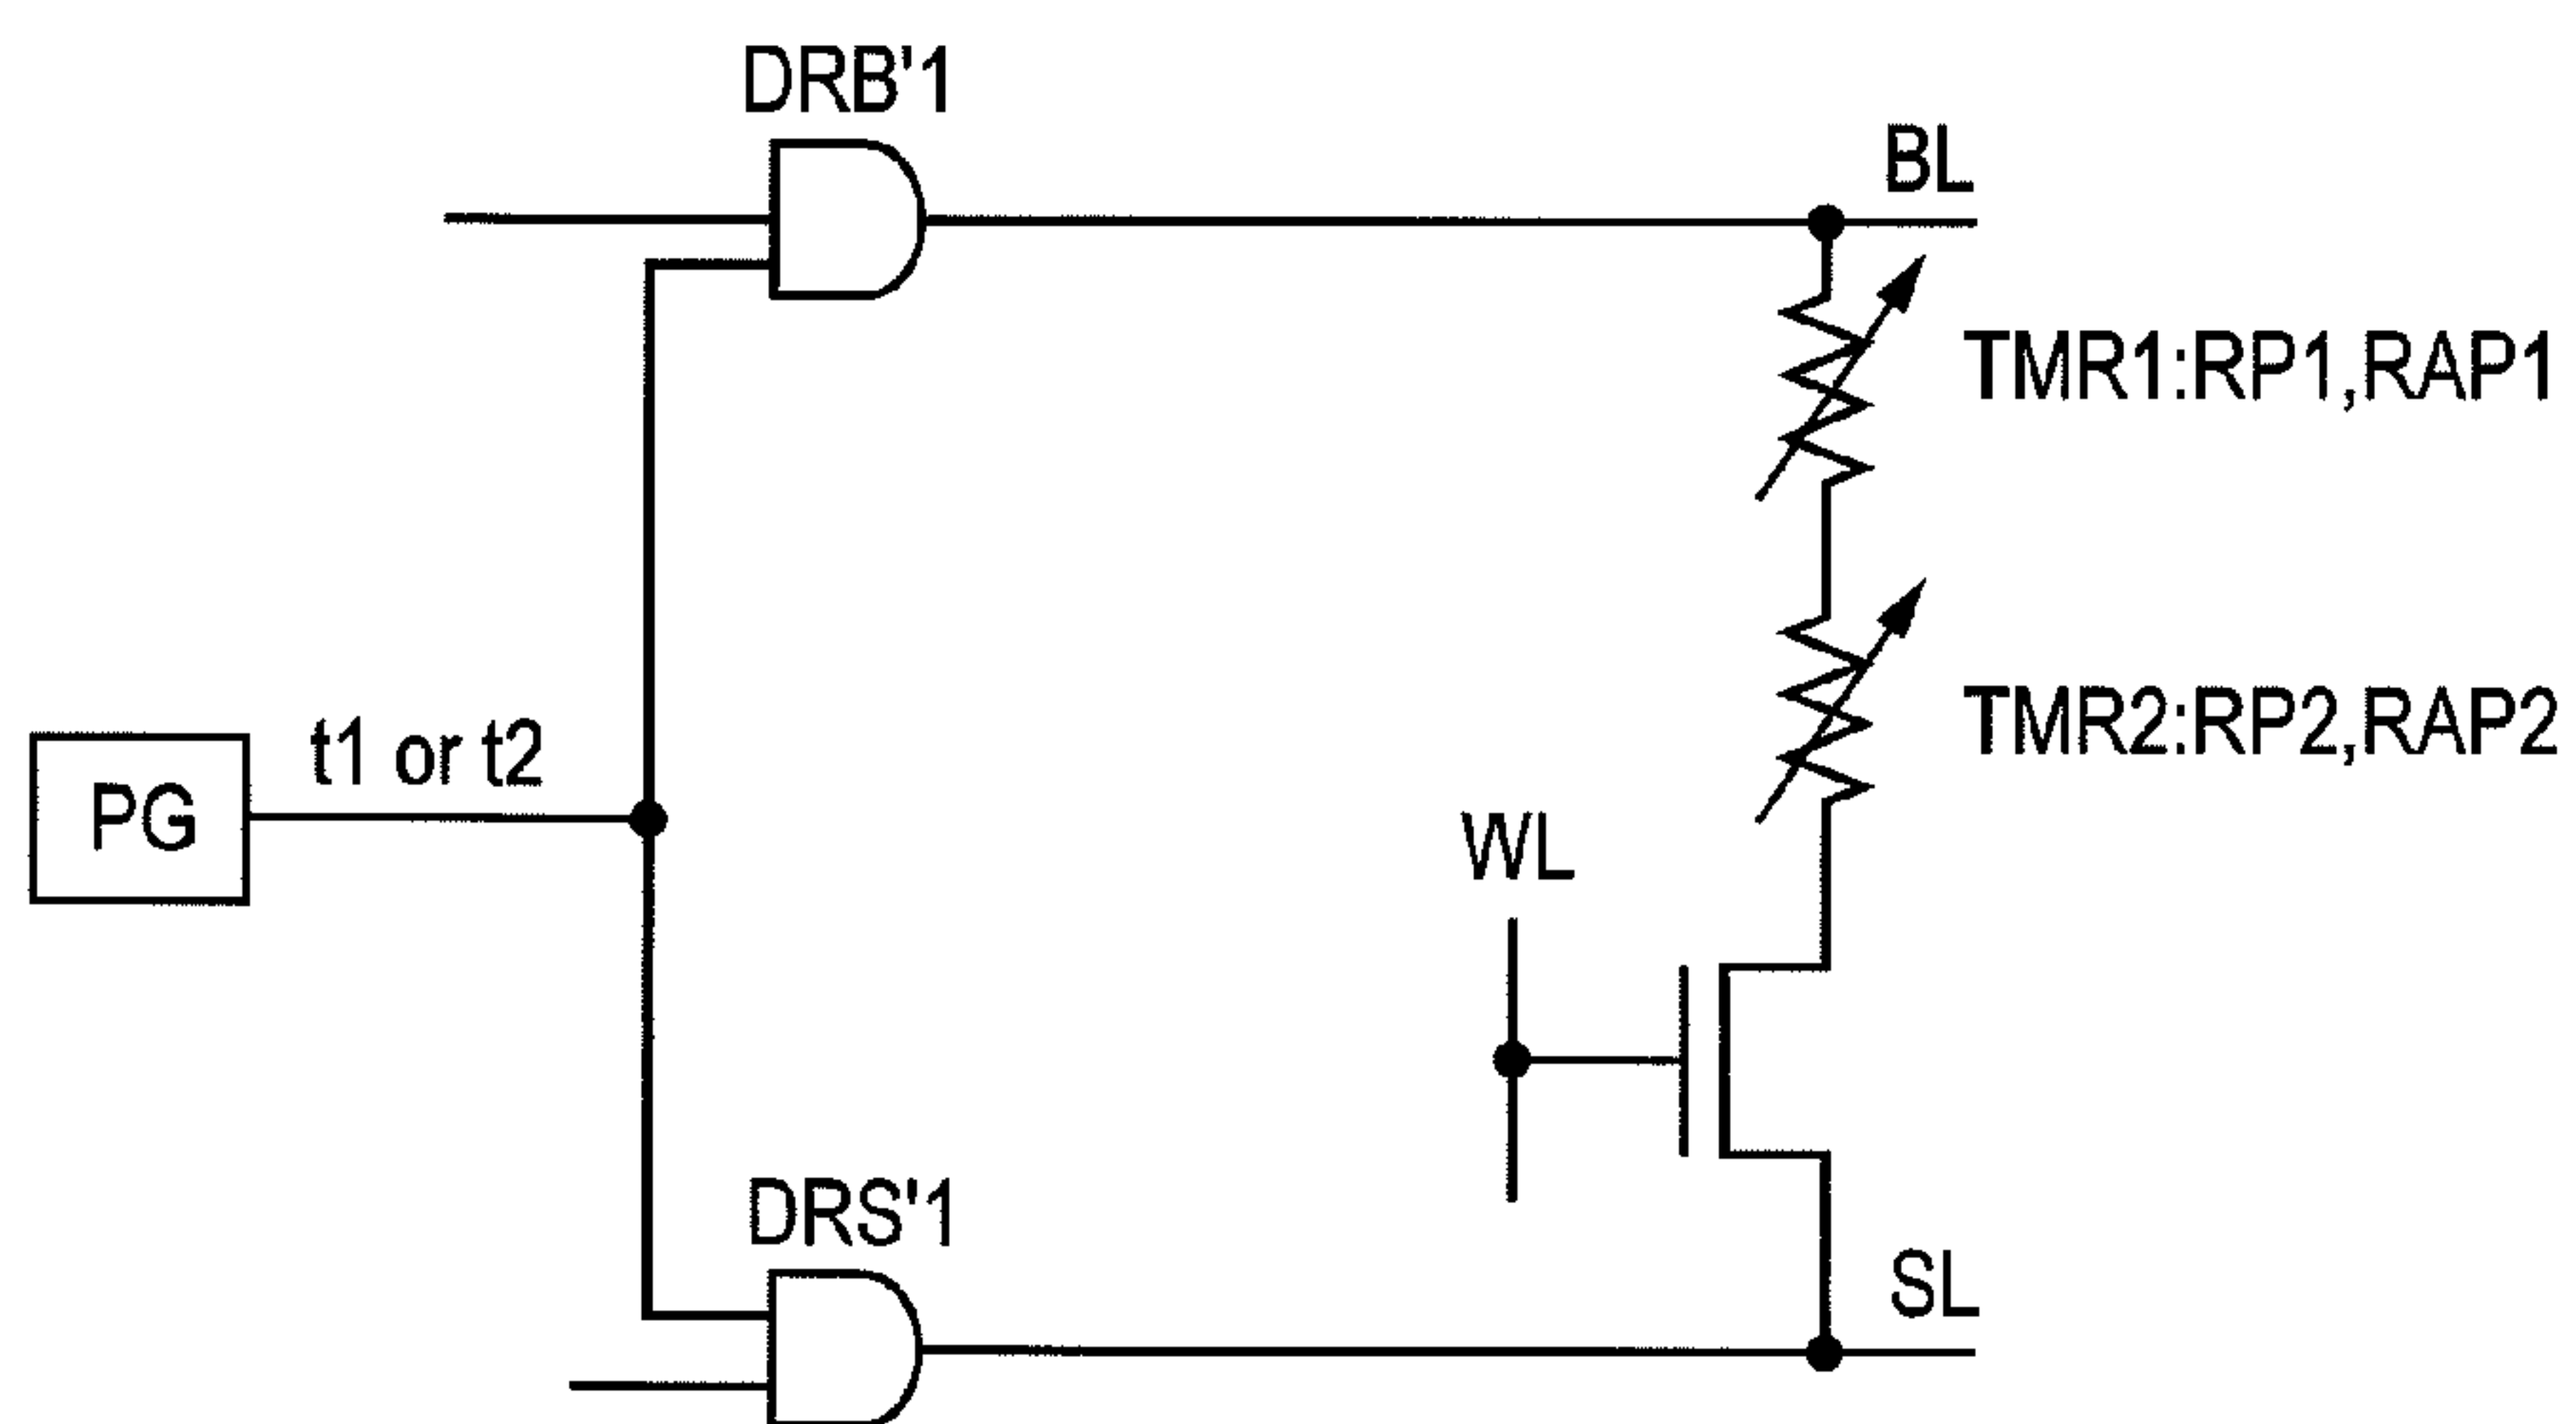 DRB'1
BL
TMR1:RP1,RAP1
t1 or t2
TMR2:RP2,RAP2
PG
WL
DRS'1
SL